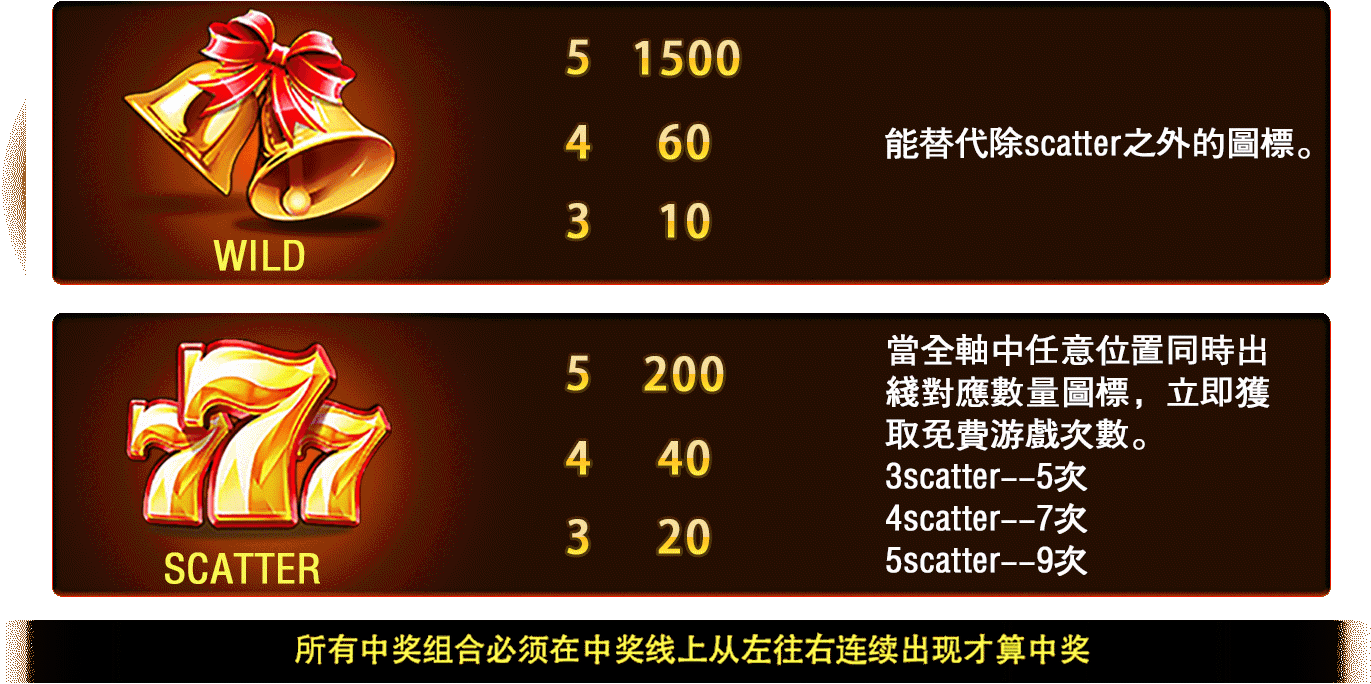 5 1500
4 60
3 10
WILD
能替代除scatter之外的圖標。
777
5 200
4 40
3 20
SCATTER
當全軸中任意位置同時出
綫對應數量圖標，立即獲
取免費游戲次數。
3scatter--5次
4scatter--7次
5scatter--9次
所有中奖组合必须在中奖线上从左往右连续出现才算中奖